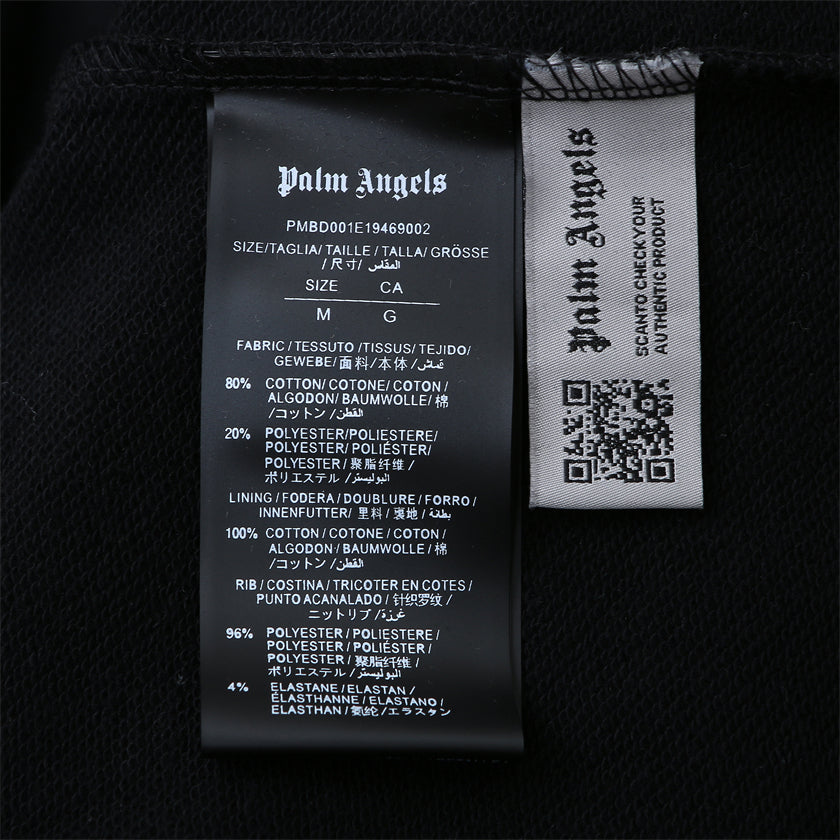 Palm Angels
PMBD001E19469002
SIZE/TAGLIA/ TAILLE / TALLA/ GRÖSSE
/ 尺寸/ المقاس
SIZE CA
M G
FABRIC / TESSUTO /TISSUS/ TEJIDO/
GEWEBE/ 面料/本体/ قماش
80% COTTON/ COTONE/ COTON /
ALGODON/ BAUMWOLLE/ 棉
/コットン /القطن
20% POLYESTER/POLIESTERE/
POLYESTER/ POLIÉSTER/
POLYESTER / 聚脂纤维 /
ポリエステル /البوليستر
LINING / FODERA / DOUBLURE / FORRO /
INNENFUTTER/ 里料 / 裏地 / بطانة
100% COTTON / COTONE / COTON /
ALGODON / BAUMWOLLE / 棉
/コットン /القطن
RIB / COSTINA / TRICOTER EN COTES /
PUNTO ACANALADO / 针织罗纹 /
ニットリブ / غرزة
96% POLYESTER / POLIESTERE /
POLYESTER / POLIÉSTER /
POLYESTER / 聚脂纤维 /
ポリエステル /البوليستر
4% ELASTANE / ELASTAN /
ÉLASTHANNE / ELASTANO /
ELASTHAN / 氨纶 /エラスタン
Palm Angels
SCANTO CHECK YOUR
AUTHENTIC PRODUCT